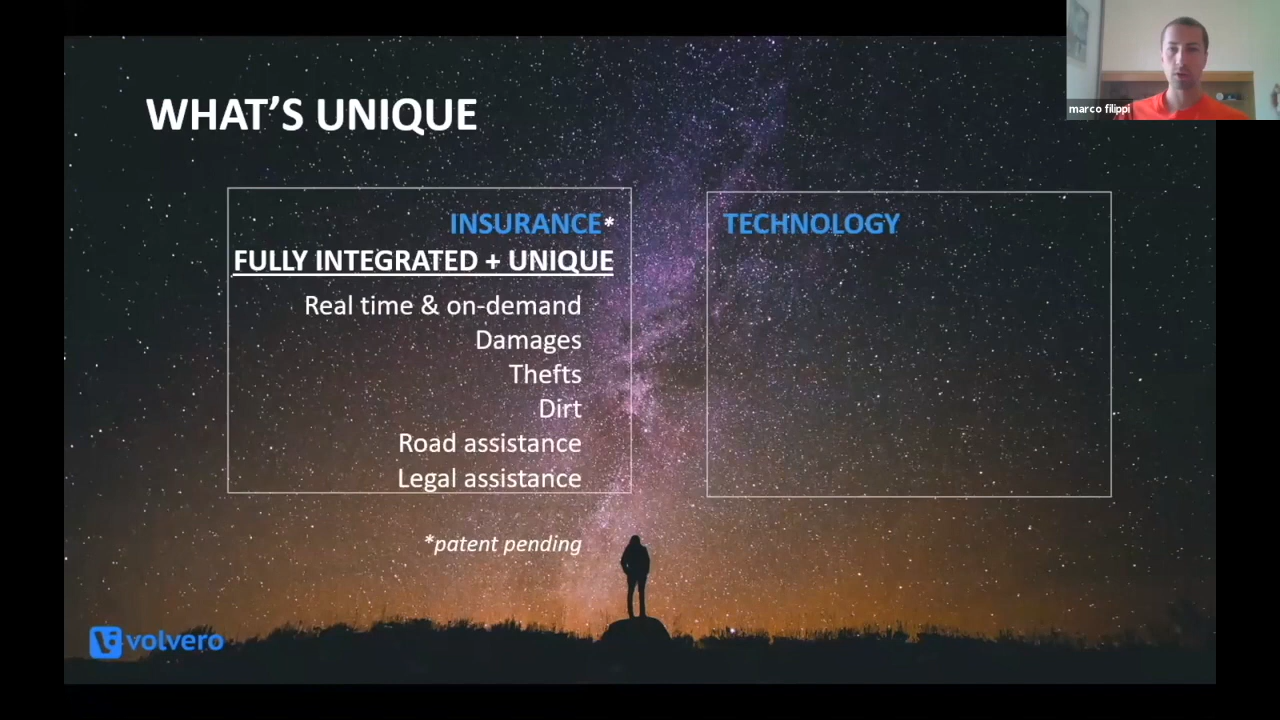 marco filippi
WHAT'S UNIQUE
INSURANCE*
FULLY INTEGRATED + UNIQUE
Real time & on-demand
Damages
Thefts
Dirt
Road assistance
Legal assistance
*patent pending
TECHNOLOGY
volvero